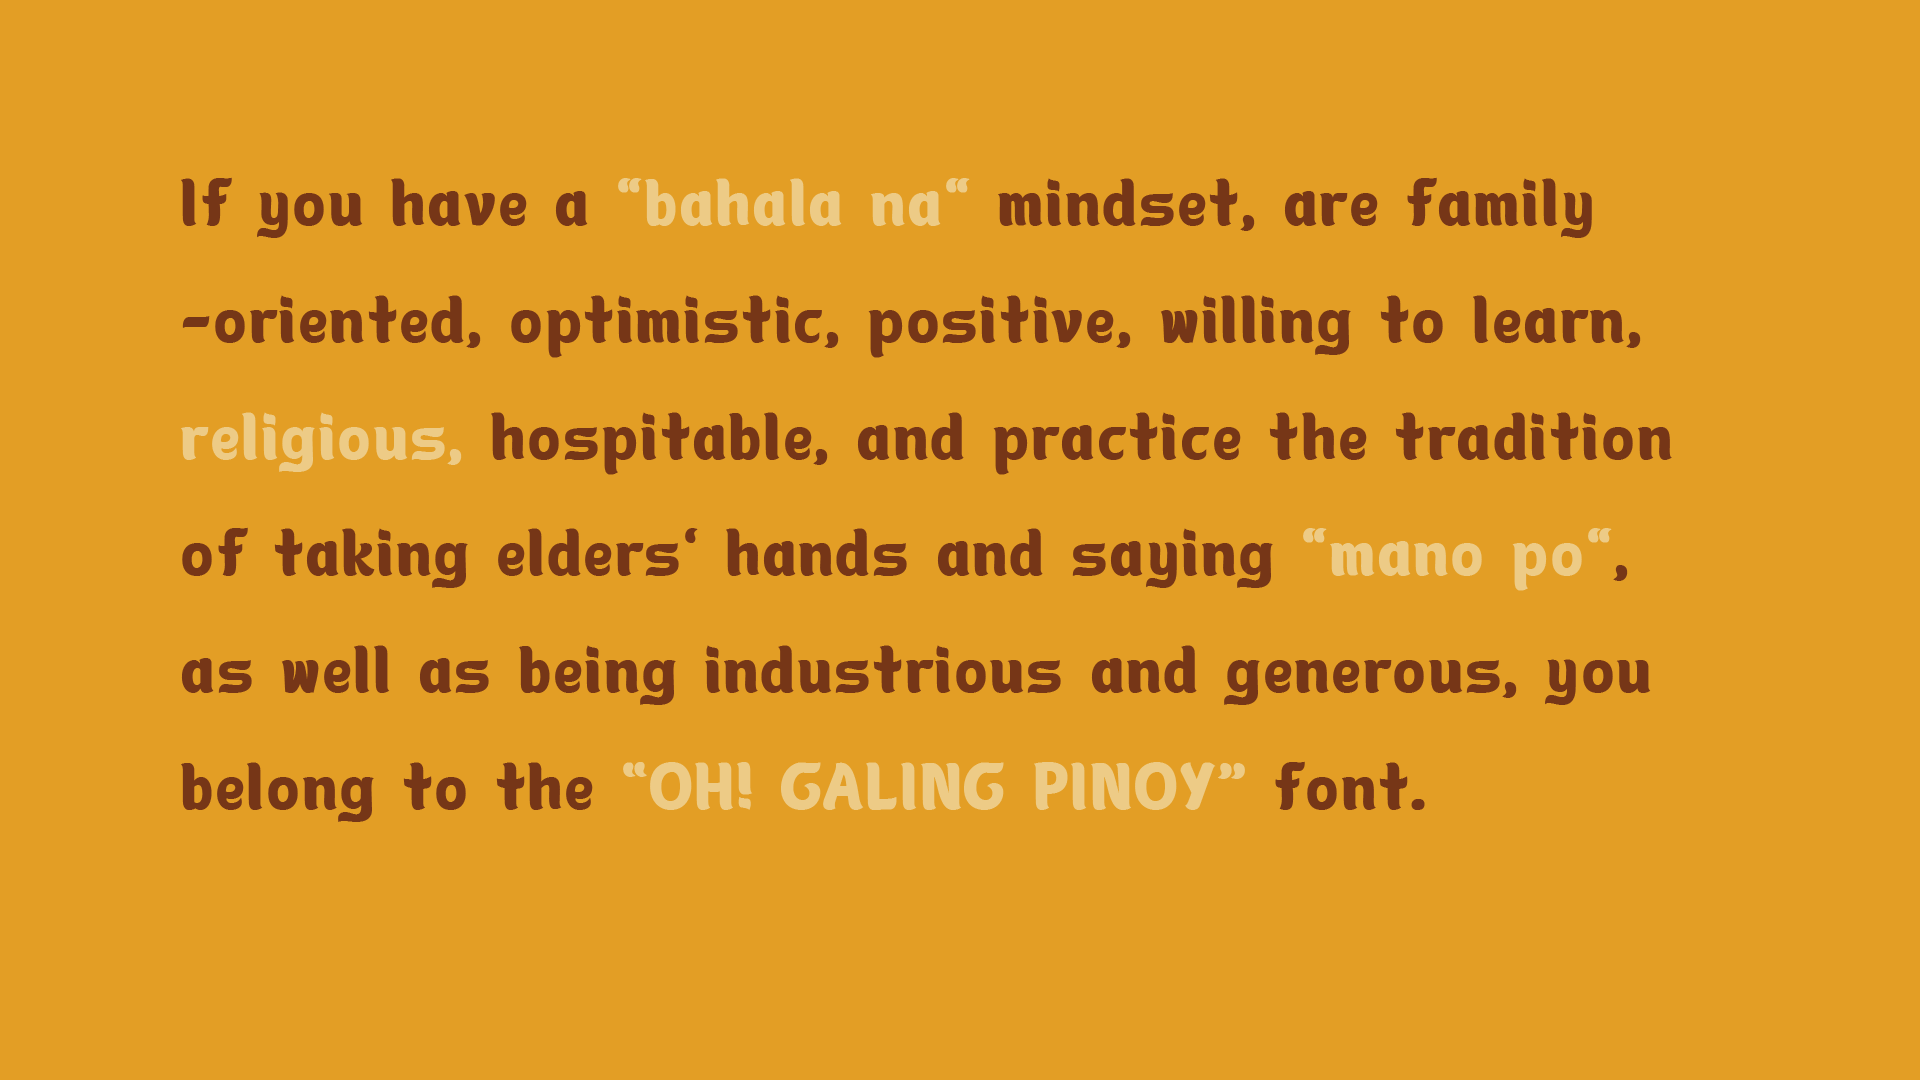 If you have a “bahala na“ mindset, are family
-oriented, optimistic, positive, willing to learn,
religious, hospitable, and practice the tradition
of taking elders‘ hands and saying “mano po“,
as well as being industrious and generous, you
belong to the “OH! GALING PINOY” font.